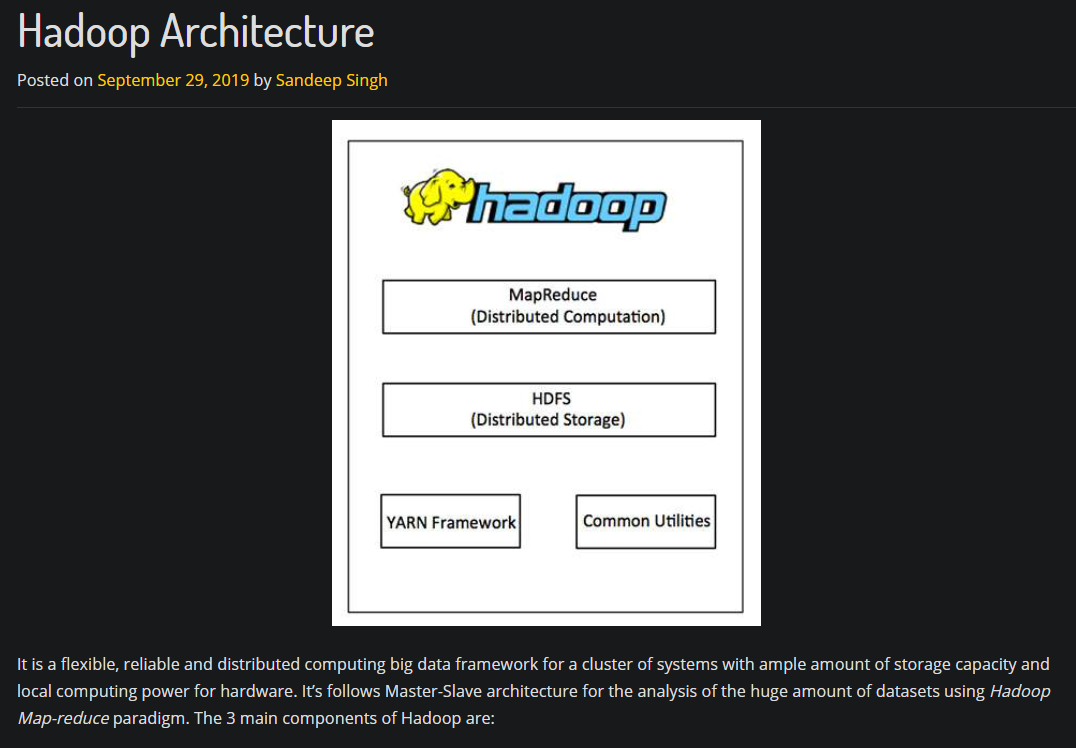 Hadoop Architecture
Posted on September 29, 2019 by Sandeep Singh
hadoop
MapReduce
(Distributed Computation)
HDFS
(Distributed Storage)
YARN Framework
Common Utilities
It is a flexible, reliable and distributed computing big data framework for a cluster of systems with ample amount of storage capacity and
local computing power for hardware. It’s follows Master-Slave architecture for the analysis of the huge amount of datasets using Hadoop
Map-reduce paradigm. The 3 main components of Hadoop are: